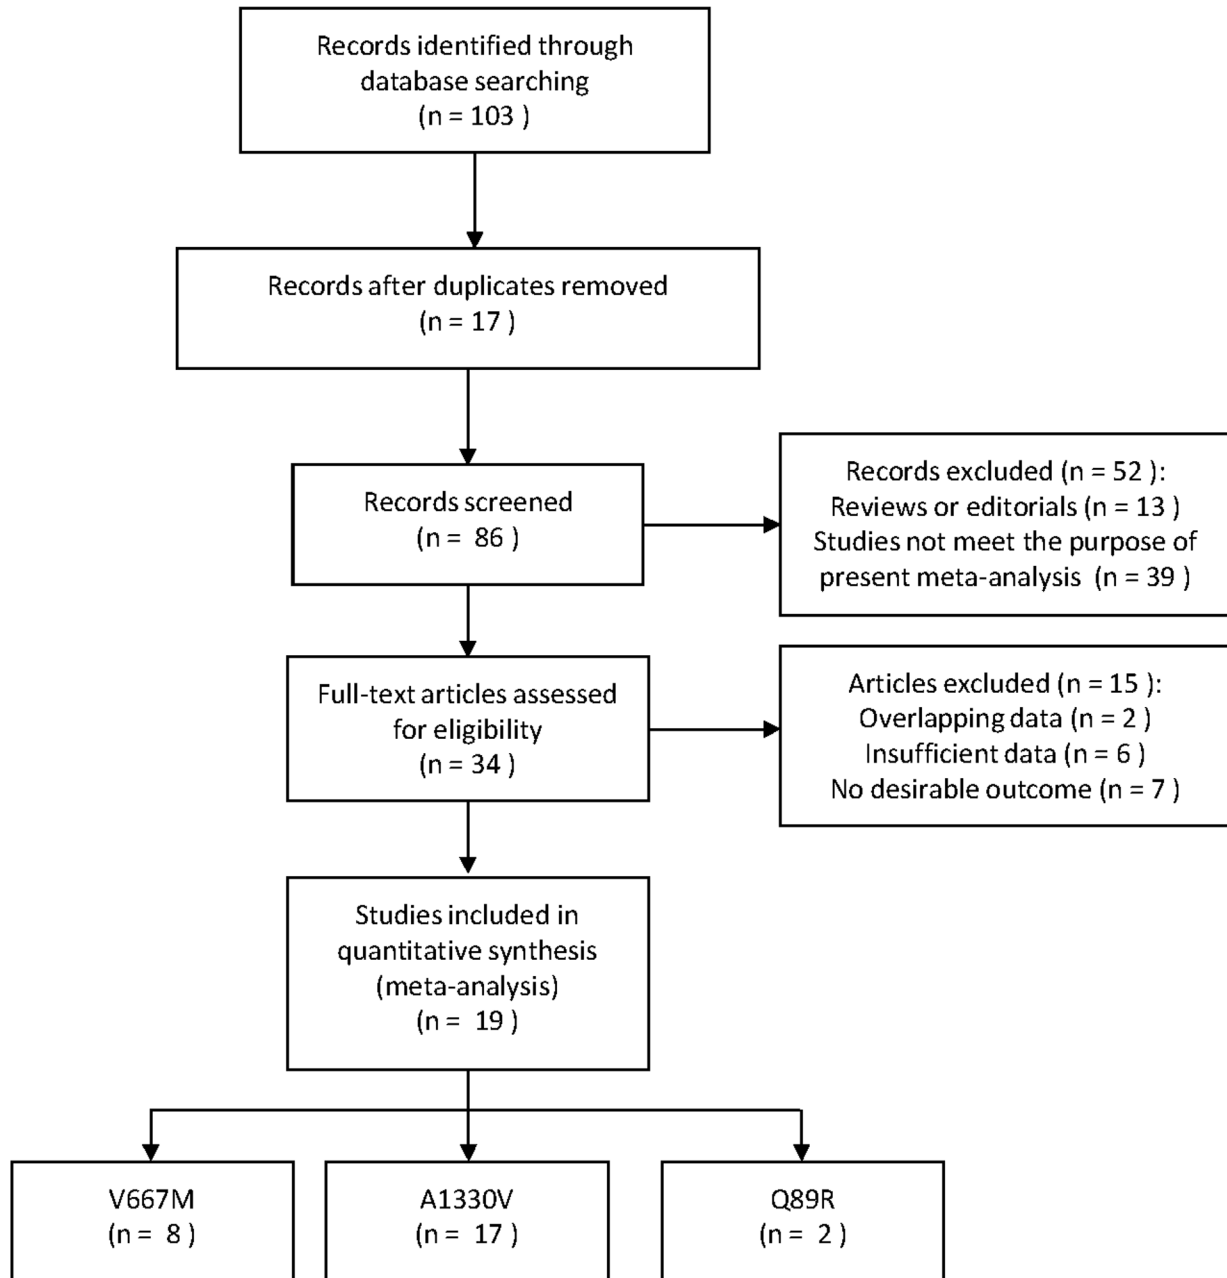 Records identified through
database searching
(n = 103 )
Records after duplicates removed
(n = 17 )
Records screened
(n =  86 )
Records excluded (n = 52 ):
Reviews or editorials (n = 13 )
Studies not meet the purpose of
present meta-analysis  (n = 39 )
Full-text articles assessed
for eligibility
(n = 34 )
Articles excluded (n = 15 ):
Overlapping data (n = 2 )
Insufficient data (n = 6 )
No desirable outcome (n = 7 )
Studies included in
quantitative synthesis
(meta-analysis)
(n =  19 )
V667M
(n =  8 )
A1330V
(n =  17 )
Q89R
(n =  2 )